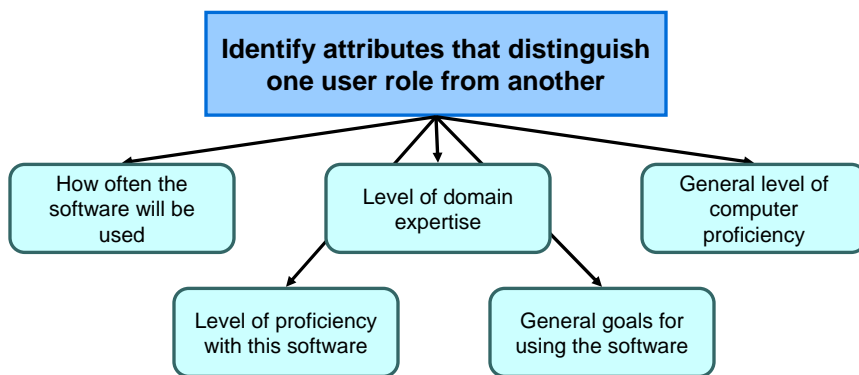 Identify attributes that distinguish
one user role from another
How often the
software will be
used
Level of domain
expertise
General level of
computer
proficiency
Level of proficiency
with this software
General goals for
using the software